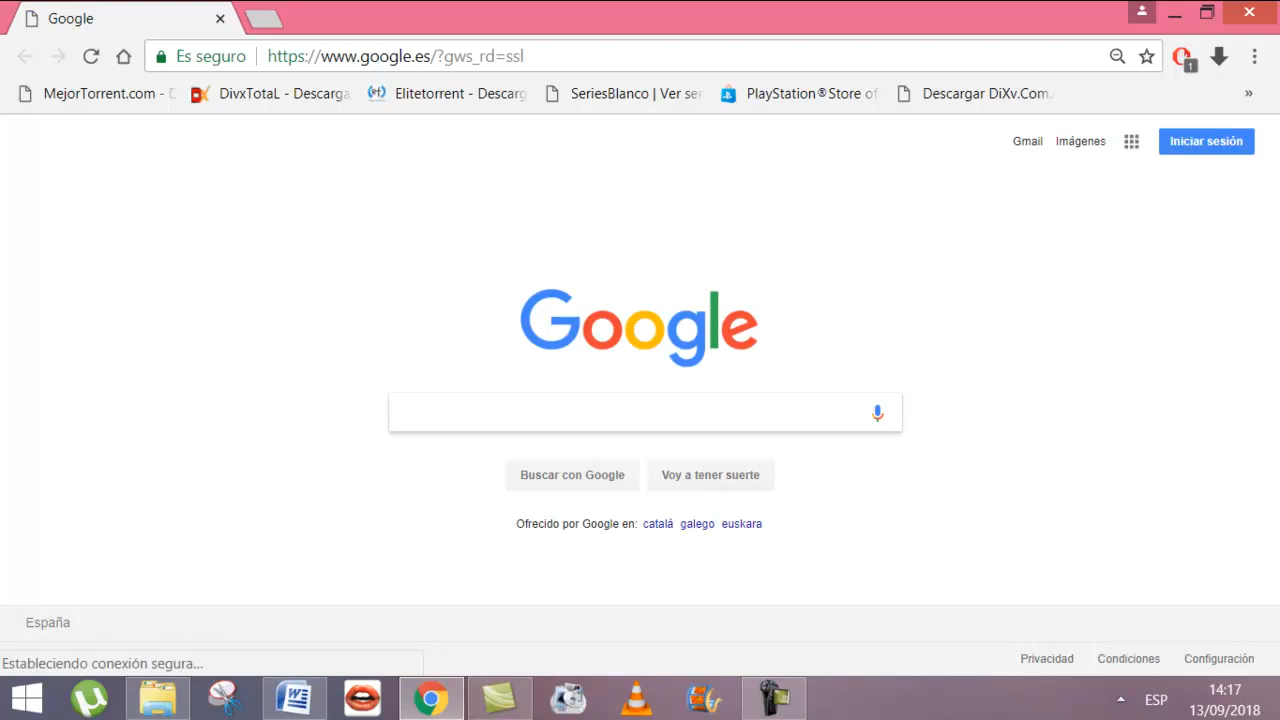 Google
Es seguro
https://www.google.es/?gws_rd=ssl
1
MejorTorrent.com -
DivxTotaL - Descarga
Elitetorrent - Descarg
SeriesBlanco | Ver ser
PlayStation®Store of
Descargar DiXv.Com
»
Gmail Imágenes
Iniciar sesión
Google
Buscar con Google
Voy a tener suerte
Ofrecido por Google en: català galego euskara
España
Estableciendo conexión segura...
Privacidad Condiciones Configuración
ESP
14:17
13/09/2018